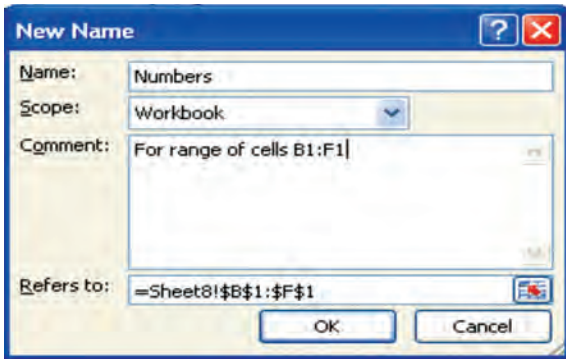 New Name
Name: Numbers
Scope: Workbook
Comment: For range of cells B1:F1
Refers to: =Sheet8!$B$1:$F$1
OK Cancel